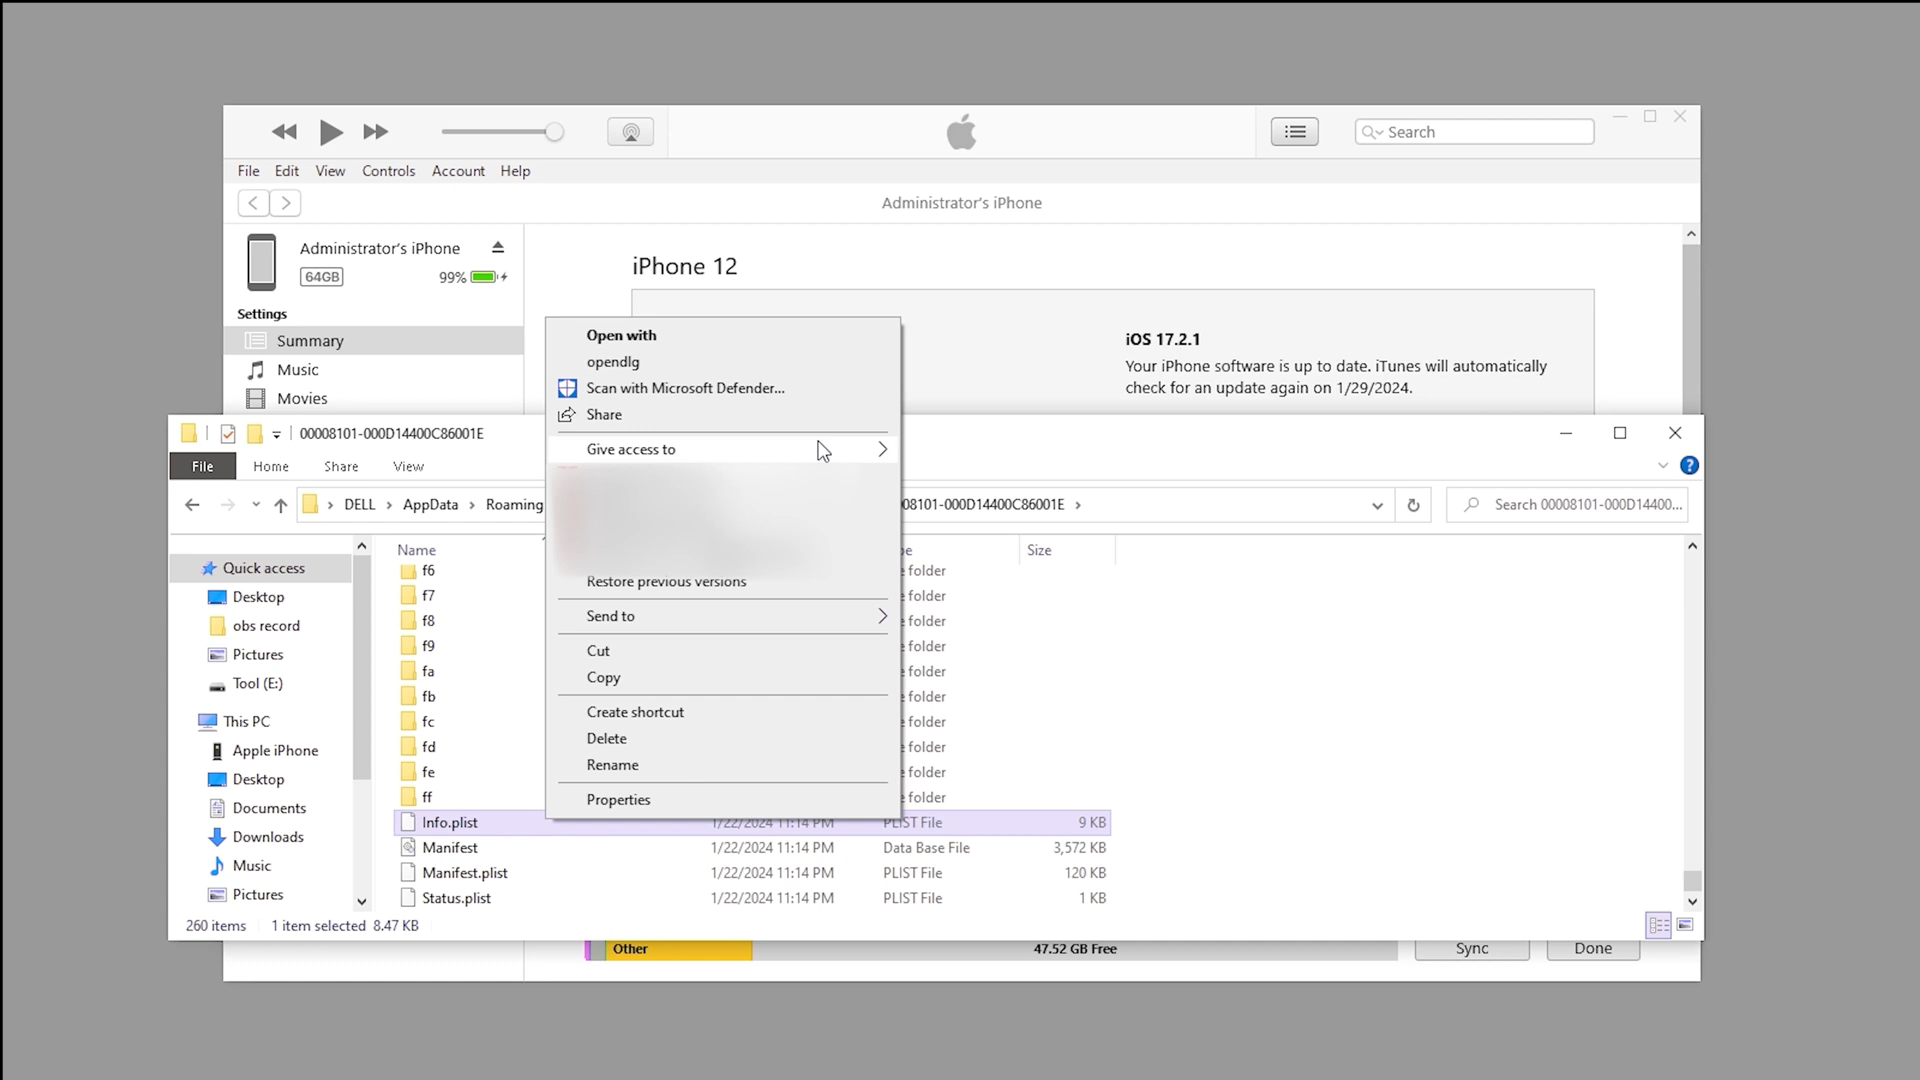 Search
File Edit View Controls Account Help
Administrator's iPhone
Administrator's iPhone
64GB 99%
Settings
Summary
Music
Movies
iPhone 12
iOS 17.2.1
Your iPhone software is up to date. iTunes will automatically
check for an update again on 1/29/2024.
Open with
opendlg
Scan with Microsoft Defender...
Share
Give access to
Restore previous versions
Send to
Cut
Copy
Create shortcut
Delete
Rename
Properties
00008101-000D14400C86001E
File Home Share View
DELL > AppData > Roaming
08101-000D14400C86001E >
Search 00008101-000D14400...
Quick access
Desktop
obs record
Pictures
Tool (E:)
This PC
Apple iPhone
Desktop
Documents
Downloads
Music
Pictures
Name Size
f6 folder
f7 folder
f8 folder
f9 folder
fa folder
fb folder
fc folder
fd folder
fe folder
ff folder
Info.plist 1/22/2024 11:14 PM PLIST File 9 KB
Manifest 1/22/2024 11:14 PM Data Base File 3,572 KB
Manifest.plist 1/22/2024 11:14 PM PLIST File 120 KB
Status.plist 1/22/2024 11:14 PM PLIST File 1 KB
260 items 1 item selected 8.47 KB
Other 47.52 GB Free Sync Done